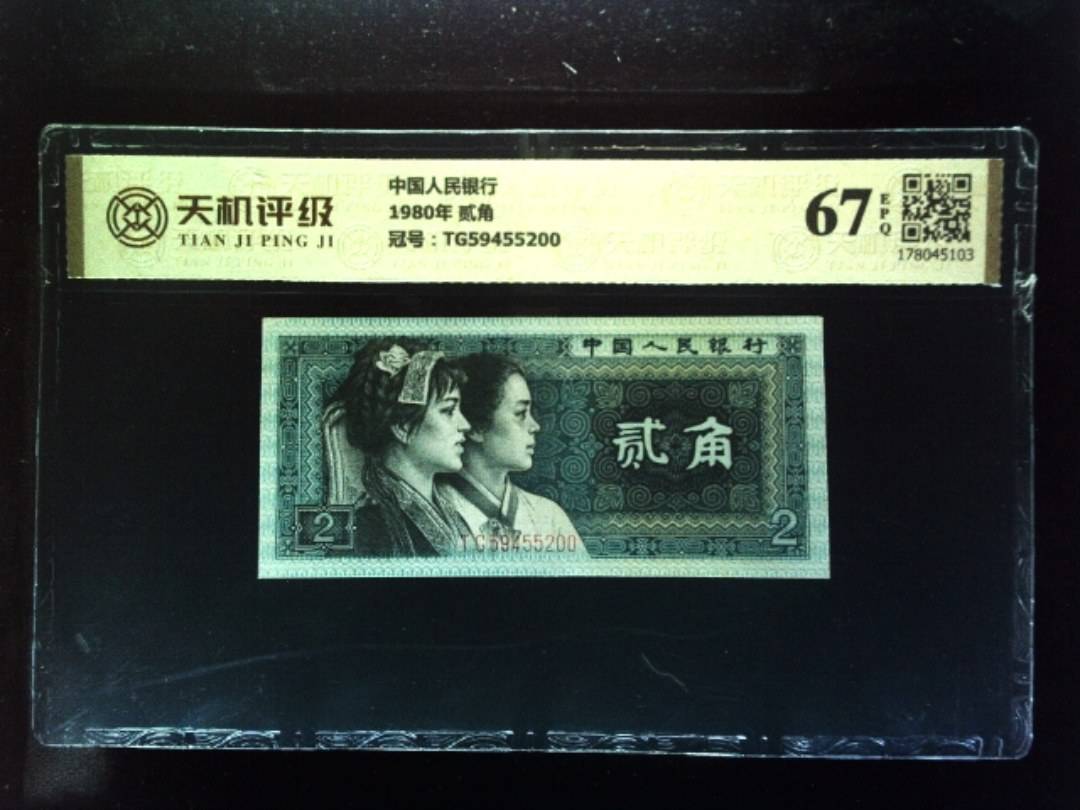 天机评级
TIAN JI PING JI
中国人民银行
1980年 贰角
冠号：TG59455200
67
EPQ
178045103
中国人民银行
贰角
2
2
TG59455200